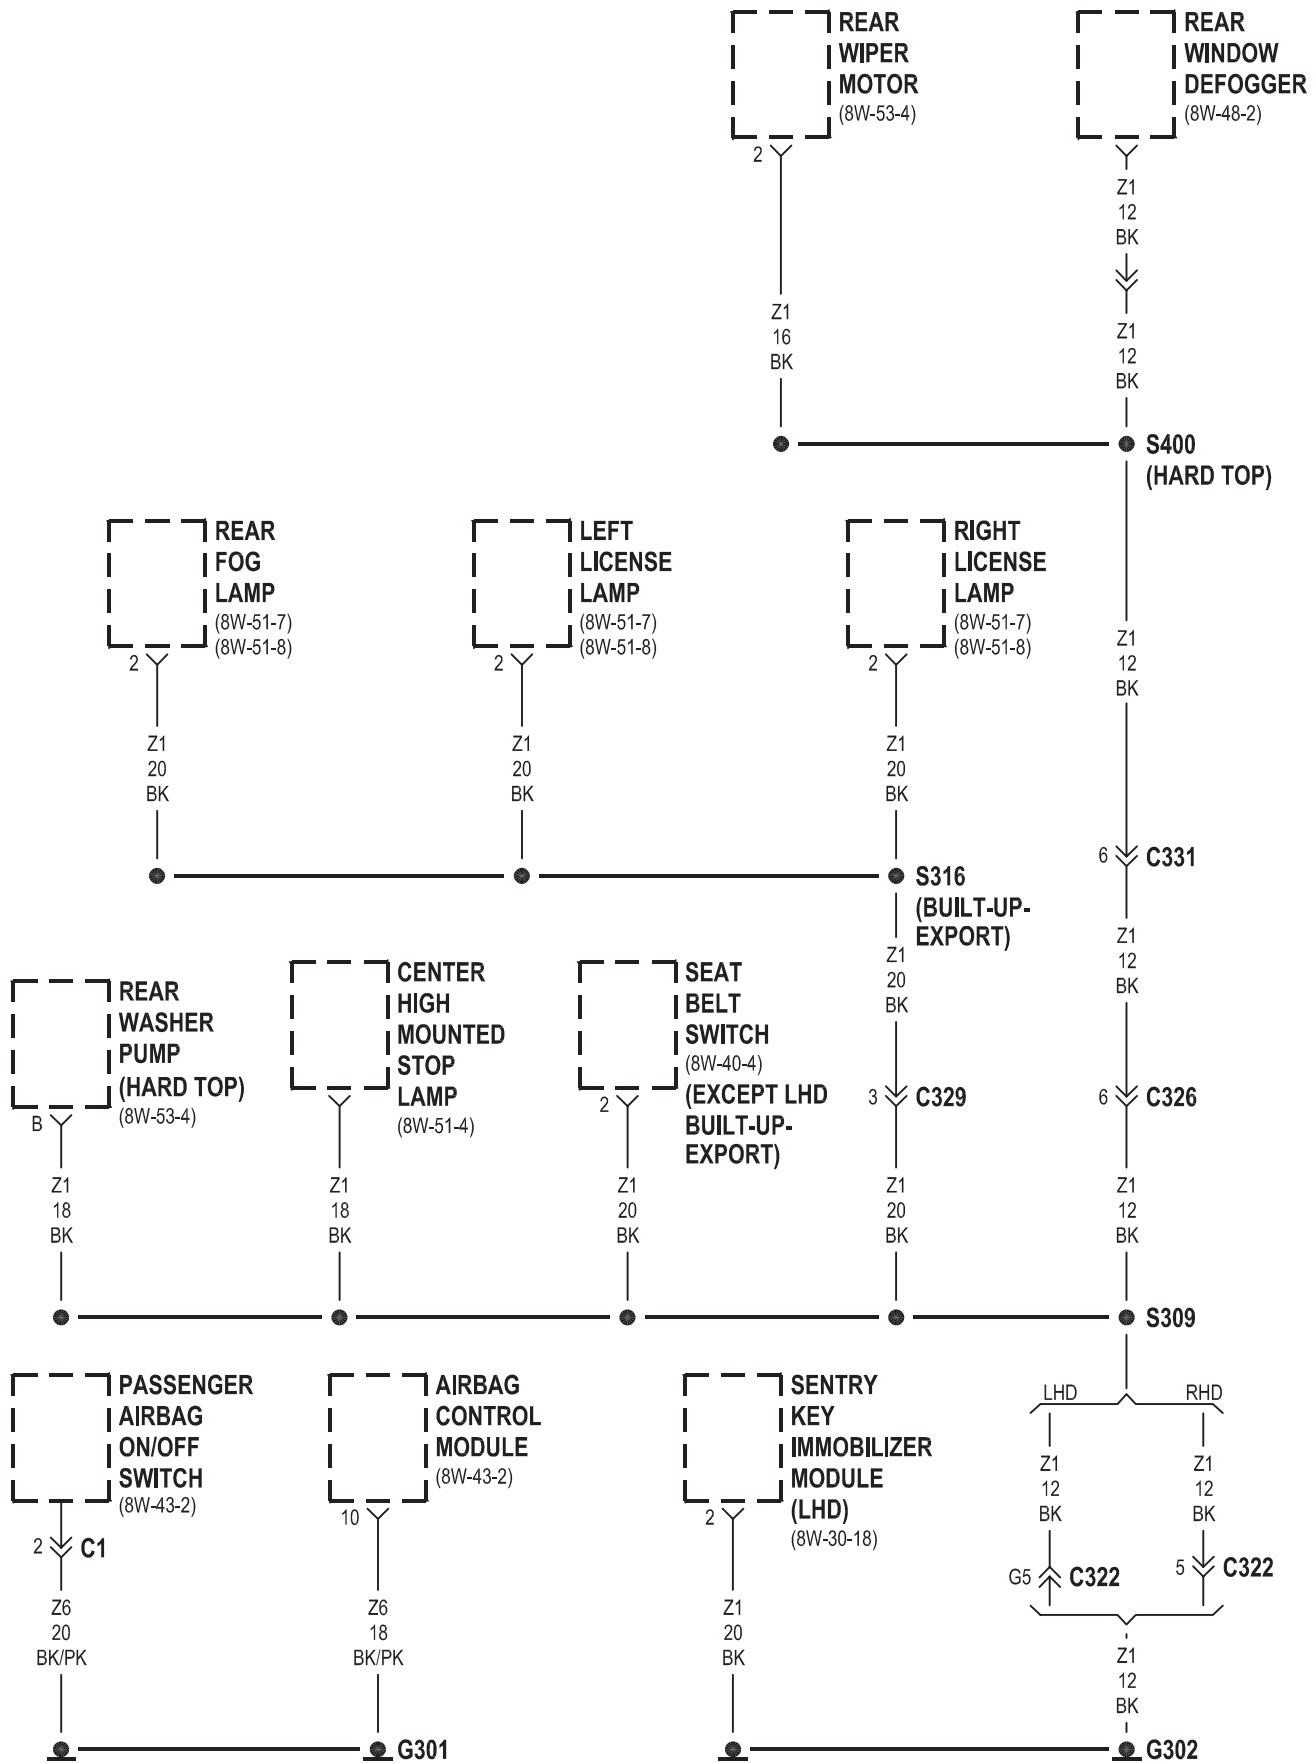 REAR
WIPER
MOTOR
(8W-53-4)
2
Z1
16
BK
REAR
WINDOW
DEFOGGER
(8W-48-2)
Z1
12
BK
Z1
12
BK
S400
(HARD TOP)
REAR
FOG
LAMP
(8W-51-7)
(8W-51-8)
2
Z1
20
BK
LEFT
LICENSE
LAMP
(8W-51-7)
(8W-51-8)
2
Z1
20
BK
RIGHT
LICENSE
LAMP
(8W-51-7)
(8W-51-8)
2
Z1
20
BK
Z1
12
BK
6
C331
S316
(BUILT-UP-
EXPORT)
Z1
20
BK
Z1
12
BK
REAR
WASHER
PUMP
(HARD TOP)
(8W-53-4)
B
Z1
18
BK
CENTER
HIGH
MOUNTED
STOP
LAMP
(8W-51-4)
Z1
18
BK
SEAT
BELT
SWITCH
(8W-40-4)
(EXCEPT LHD
BUILT-UP-
EXPORT)
2
Z1
20
BK
3
C329
Z1
20
BK
6
C326
Z1
12
BK
S309
PASSENGER
AIRBAG
ON/OFF
SWITCH
(8W-43-2)
2
C1
Z6
20
BK/PK
AIRBAG
CONTROL
MODULE
(8W-43-2)
10
Z6
18
BK/PK
G301
SENTRY
KEY
IMMOBILIZER
MODULE
(LHD)
(8W-30-18)
2
Z1
20
BK
LHD
RHD
Z1
12
BK
Z1
12
BK
G5
C322
5
C322
Z1
12
BK
G302